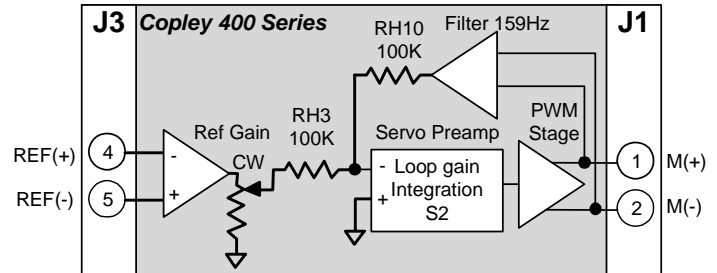 J3
Copley 400 Series
RH10
100K
Filter 159Hz
J1
REF(+)
4
REF(-)
5
-
+
Ref Gain
CW
RH3
100K
Servo Preamp
-
+
Loop gain
Integration
S2
PWM
Stage
1
M(+)
2
M(-)